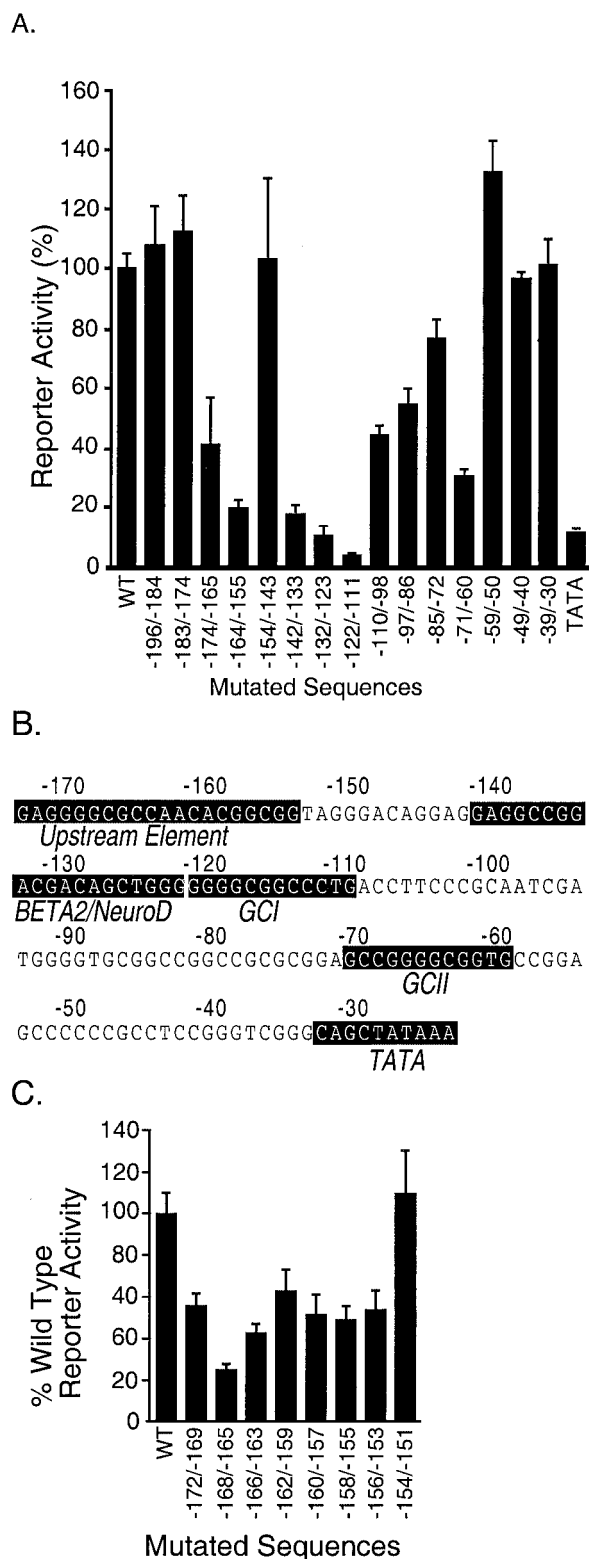 A.
160
140
120
100
80
60
40
20
0
Reporter Activity (%)
WT
-196/-184
-183/-174
-174/-165
-164/-155
-154/-143
-142/-133
-132/-123
-122/-111
-110/-98
-97/-86
-85/-72
-71/-60
-59/-50
-49/-40
-39/-30
TATA
Mutated Sequences
B.
-170 -160 -150 -140
GAGGGGCGCCAACACGGCGGTAGGGACAGGAGGAGGCCGG
Upstream Element
-130 -120 -110 -100
ACGACAGCTGGG GGGGCGGCCCTGACCTTCCCGCAATCGA
BETA2/NeuroD GCI
-90 -80 -70 -60
TGGGGTGCGGCCGGCCGCGCGGAGCCGGGGCGGTGCCGGA
GCII
-50 -40 -30
GCCCCCCGCCTCCGGGTCGGGCAGCTATAAA
TATA
C.
140
120
100
80
40
60
20
0
% Wild Type
Reporter Activity
WT
-172/-169
-168/-165
-166/-163
-162/-159
-160/-157
-158/-155
-156/-153
-154/-151
Mutated Sequences